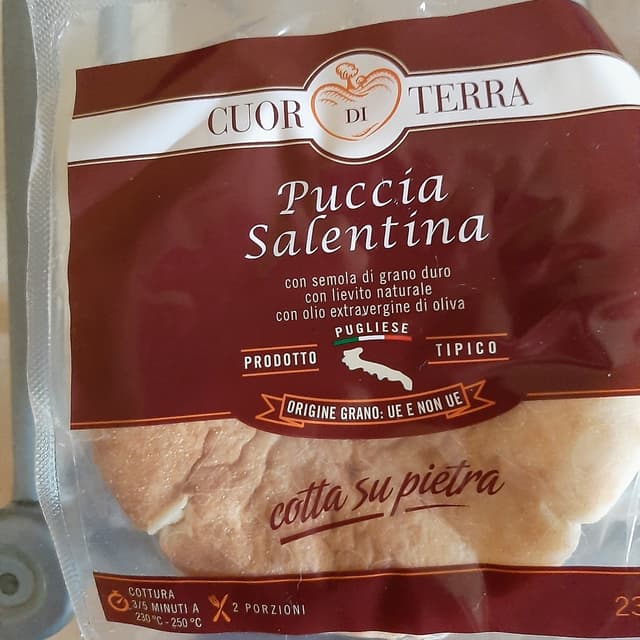 CUOR DI TERRA
Puccia
Salentina
con semola di grano duro
con lievito naturale
con olio extravergine di oliva
PUGLIESE
PRODOTTO TIPICO
ORIGINE GRANO: UE E NON UE
cotta su pietra
COTTURA
3/5 MINUTI A
230°C - 250°C
2 PORZIONI